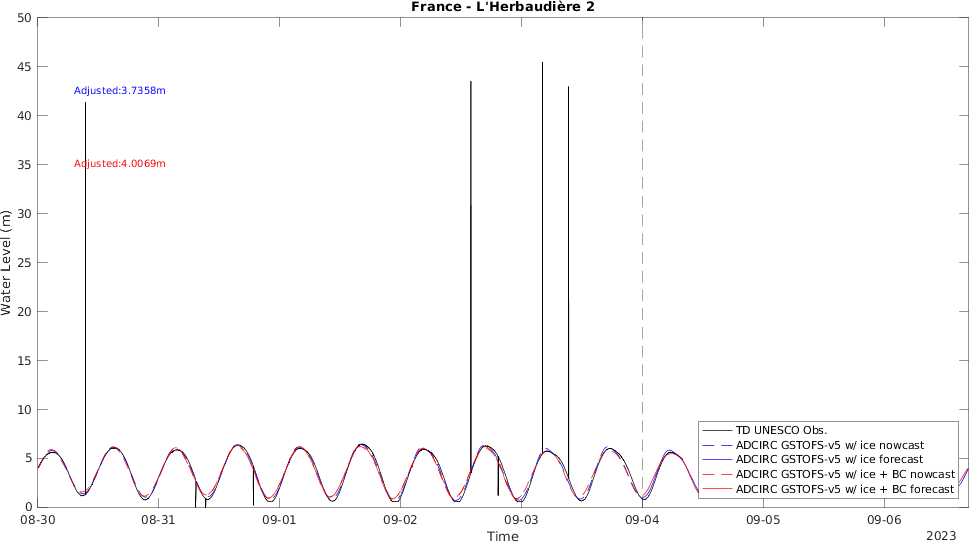 France - L'Herbaudière 2
50
45
40
35
30
25
20
15
10
5
0
Water Level (m)
Adjusted:3.7358m
Adjusted:4.0069m
TD UNESCO Obs.
ADCIRC GSTOFS-v5 w/ ice nowcast
ADCIRC GSTOFS-v5 w/ ice forecast
ADCIRC GSTOFS-v5 w/ ice + BC nowcast
ADCIRC GSTOFS-v5 w/ ice + BC forecast
08-30 08-31 09-01 09-02 09-03 09-04 09-05 09-06
Time
2023